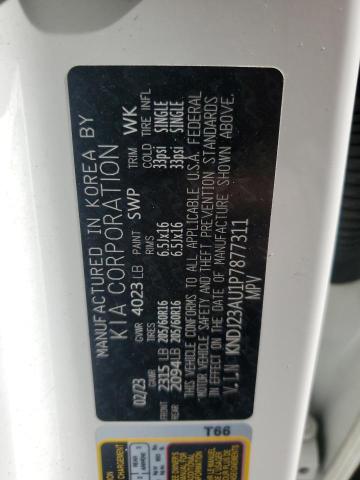 MANUFACTURED IN KOREA BY
KIA CORPORATION
02/23 GVWR 4023 LB PAINT SWP TRIM WK
GAWR TIRES RIMS COLD TIRE INFL
FRONT 2315 LB 205/60R16 6.5Jx16 33psi SINGLE
REAR 2094 LB 205/60R16 6.5Jx16 33psi SINGLE
THIS VEHICLE CONFORMS TO ALL APPLICABLE U.S.A. FEDERAL
MOTOR VEHICLE SAFETY AND THEFT PREVENTION STANDARDS
IN EFFECT ON THE DATE OF MANUFACTURE SHOWN ABOVE.
V.I.N KNDJ23AU1P7877311
MPV
T66
REAR